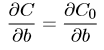 ∂C/∂b = ∂C₀/∂b